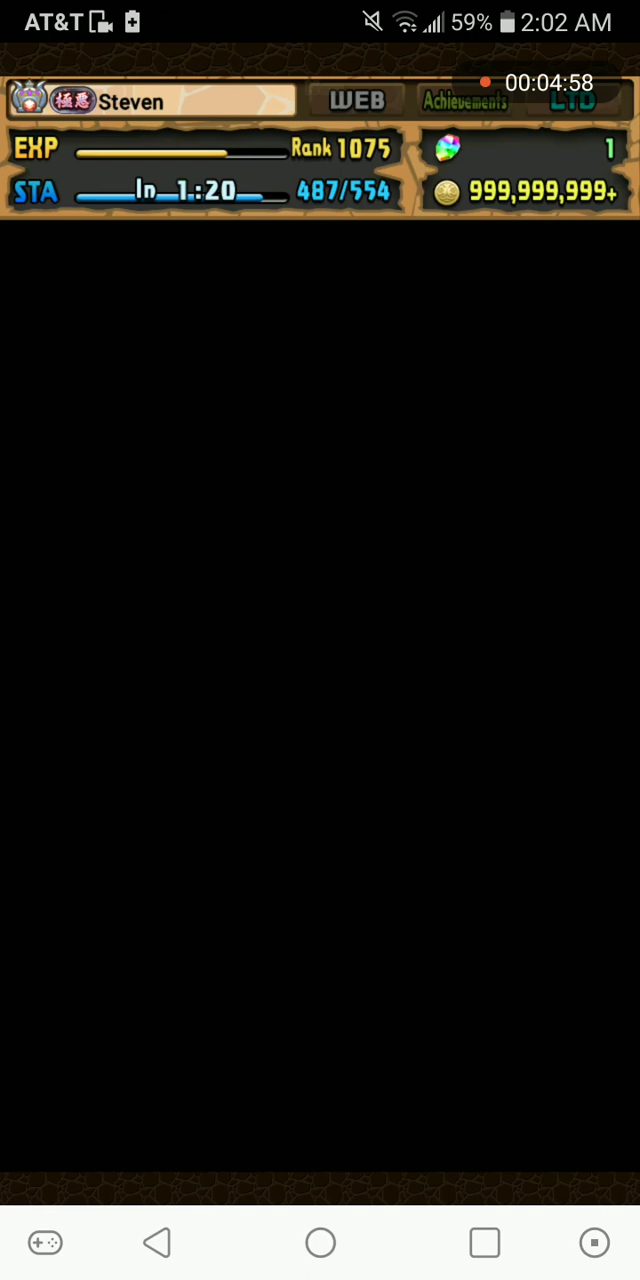 AT&T 59% 2:02 AM
00:04:58
極悪 Steven WEB Achievements LTD
EXP Rank 1075 1
STA In 1:20 487/554 999,999,999+